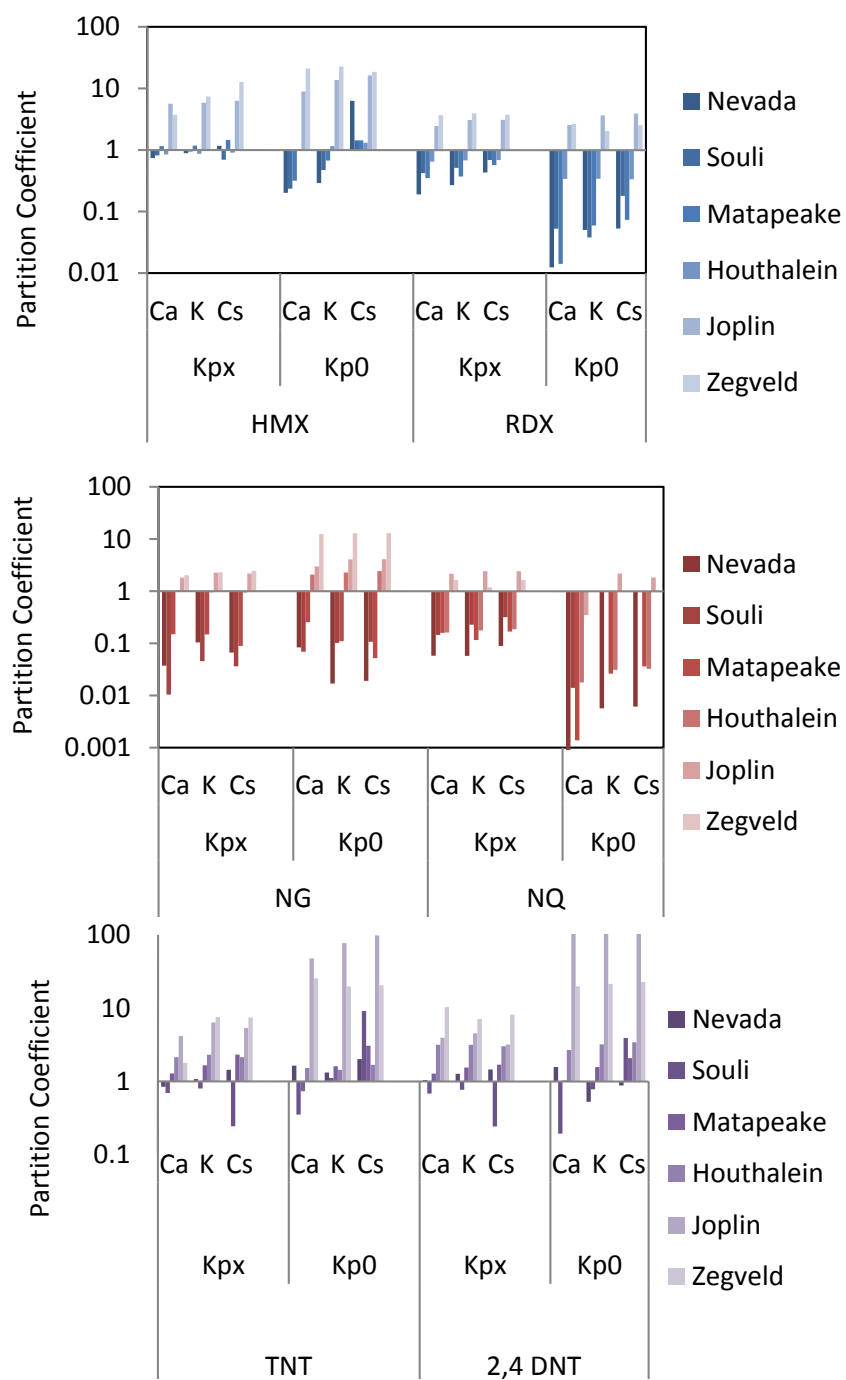 Partition Coefficient
100
10
1
0.1
0.01
Ca K Cs Ca K Cs Ca K Cs Ca K Cs
Kpx Kp0 Kpx Kp0
HMX RDX
Nevada
Souli
Matapeake
Houthalein
Joplin
Zegveld
Partition Coefficient
100
10
1
0.1
0.01
0.001
Ca K Cs Ca K Cs Ca K Cs Ca K Cs
Kpx Kp0 Kpx Kp0
NG NQ
Nevada
Souli
Matapeake
Houthalein
Joplin
Zegveld
Partition Coefficient
100
10
1
0.1
Ca K Cs Ca K Cs Ca K Cs Ca K Cs
Kpx Kp0 Kpx Kp0
TNT 2,4 DNT
Nevada
Souli
Matapeake
Houthalein
Joplin
Zegveld